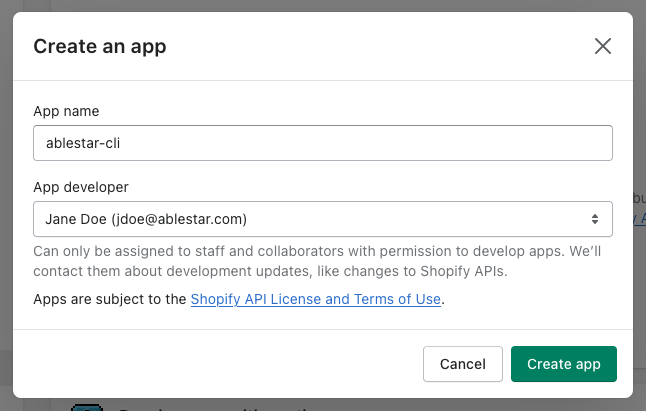 Create an app
App name
ablestar-cli
App developer
Jane Doe (jdoe@ablestar.com)
Can only be assigned to staff and collaborators with permission to develop apps. We’ll
contact them about development updates, like changes to Shopify APIs.
Apps are subject to the Shopify API License and Terms of Use.
Cancel
Create app